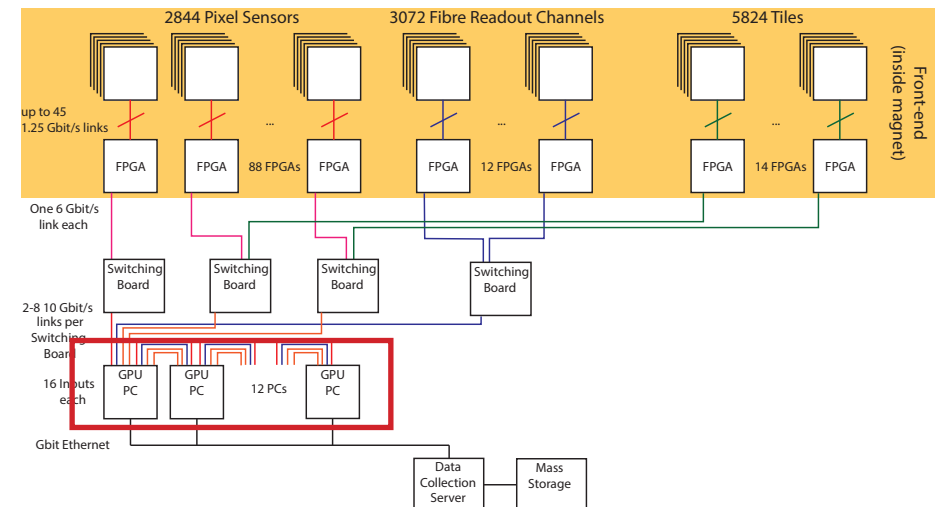 2844 Pixel Sensors
3072 Fibre Readout Channels
5824 Tiles
Front-end
(inside magnet)
up to 45
1.25 Gbit/s links
...
...
...
FPGA
FPGA
88 FPGAs
FPGA
FPGA
12 FPGAs
FPGA
FPGA
14 FPGAs
FPGA
One 6 Gbit/s
link each
Switching
Board
Switching
Board
Switching
Board
Switching
Board
2-8 10 Gbit/s
links per
Switching
Board
16 Inputs
each
GPU
PC
GPU
PC
12 PCs
GPU
PC
Gbit Ethernet
Data
Collection
Server
Mass
Storage